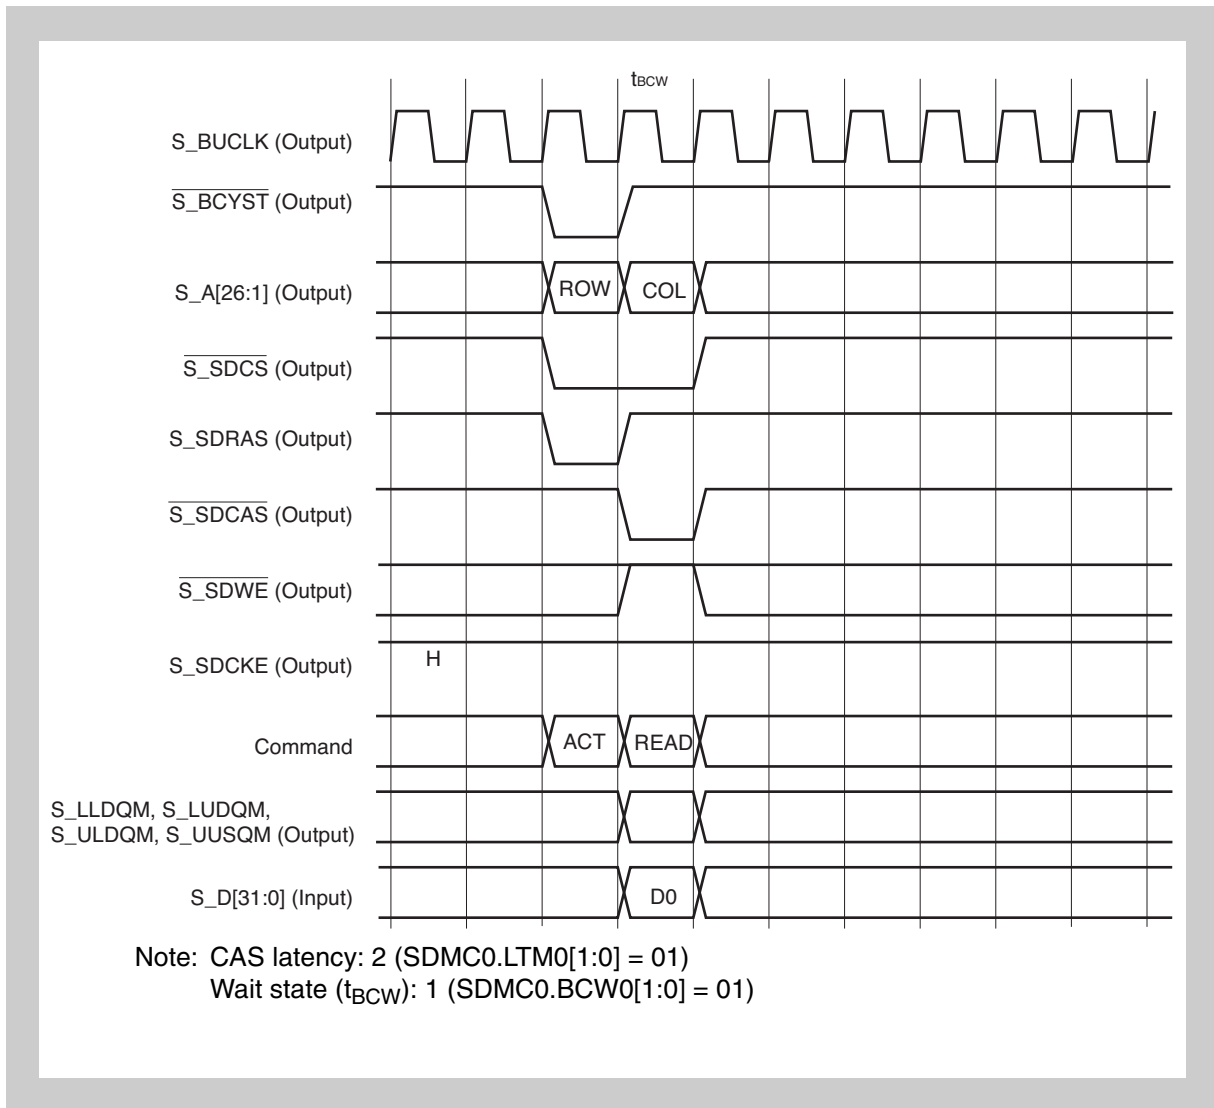 tBCW
S_BUCLK (Output)
S_BCYST (Output)
S_A[26:1] (Output)
ROW
COL
S_SDCS (Output)
S_SDRAS (Output)
S_SDCAS (Output)
S_SDWE (Output)
S_SDCKE (Output)
H
Command
ACT
READ
S_LLDQM, S_LUDQM,
S_ULDQM, S_UUSQM (Output)
S_D[31:0] (Input)
D0
Note: CAS latency: 2 (SDMC0.LTM0[1:0] = 01)
Wait state (tBCW): 1 (SDMC0.BCW0[1:0] = 01)